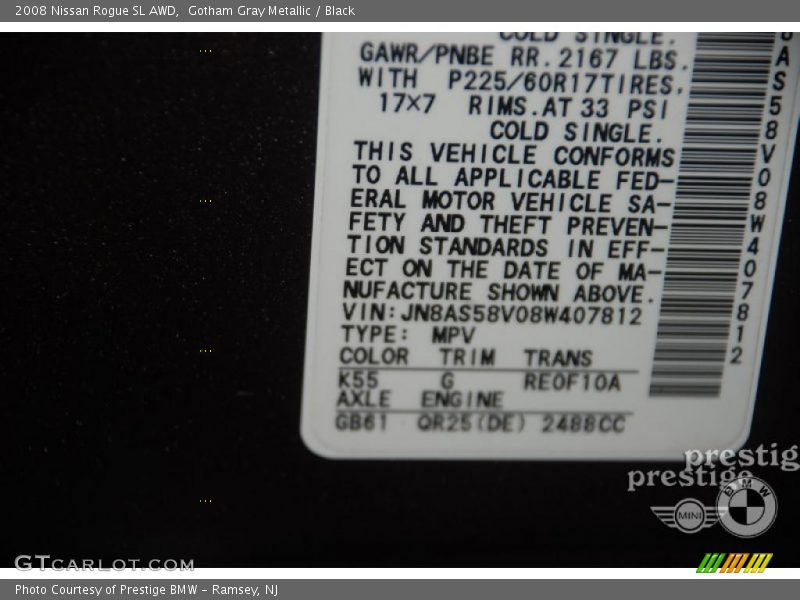 2008 Nissan Rogue SL AWD,  Gotham Gray Metallic / Black
COLD SINGLE.
GAWR/PNBE RR.2167 LBS.
WITH P225/60R17TIRES.
17×7 RIMS.AT 33 PSI
COLD SINGLE.
THIS VEHICLE CONFORMS
TO ALL APPLICABLE FED-
ERAL MOTOR VEHICLE SA-
FETY AND THEFT PREVEN-
TION STANDARDS IN EFF-
ECT ON THE DATE OF MA-
NUFACTURE SHOWN ABOVE.
VIN:JN8AS58V08W407812
TYPE: MPV
COLOR TRIM TRANS
K55 G RE0F10A
AXLE ENGINE
GB61 QR25(DE) 2488CC
8AS58V08W407812
prestige
prestige
MINI
BMW
GTCARLOT.COM
Photo Courtesy of Prestige BMW - Ramsey, NJ